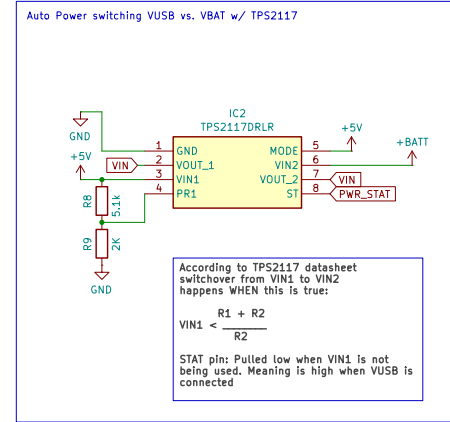 Auto Power switching VUSB vs. VBAT w/ TPS2117
IC2
TPS2117DRLR
GND
+5V
+BATT
1 GND MODE 5
VIN 2 VOUT_1 VIN2 6
+5V 3 VIN1 VOUT_2 7 VIN
4 PR1 ST 8 PWR_STAT
R8 5.1k
R9 2K
GND
According to TPS2117 datasheet
switchover from VIN1 to VIN2
happens WHEN this is true:
R1 + R2
VIN1 < _______
R2
STAT pin: Pulled low when VIN1 is not
being used. Meaning is high when VUSB is
connected